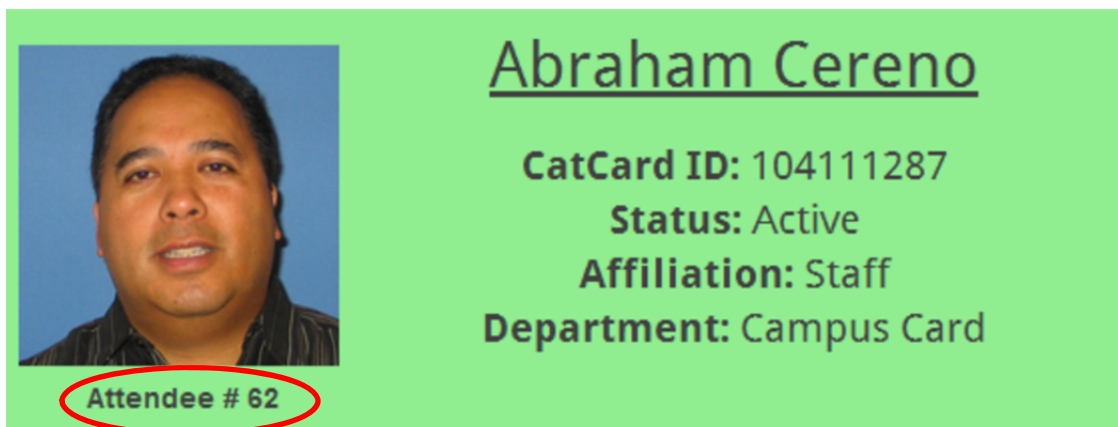 Abraham Cereno
CatCard ID: 104111287
Status: Active
Affiliation: Staff
Department: Campus Card
Attendee # 62